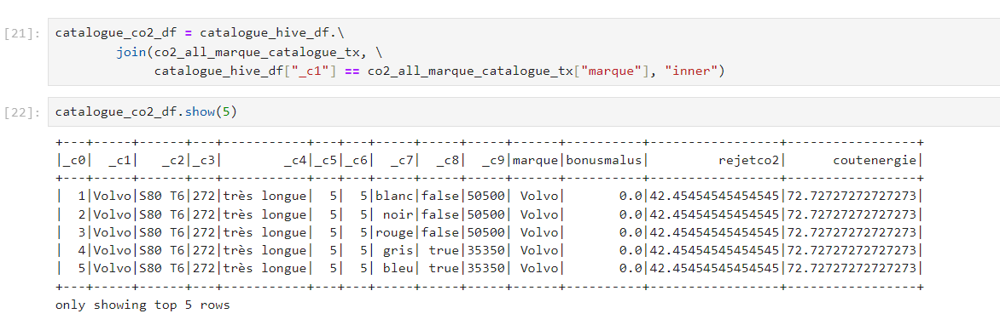 [21]: catalogue_co2_df = catalogue_hive_df.\
join(co2_all_marque_catalogue_tx, \
catalogue_hive_df["_c1"] == co2_all_marque_catalogue_tx["marque"], "inner")
[22]: catalogue_co2_df.show(5)
+---+-----+------+---+-----------+---+---+-----+-----+-----+------+----------+-----------------+-----------------+
|_c0|  _c1|   _c2|_c3|        _c4|_c5|_c6|  _c7|  _c8|  _c9|marque|bonusmalus|        rejetco2|      coutenergie|
+---+-----+------+---+-----------+---+---+-----+-----+-----+------+----------+-----------------+-----------------+
|  1|Volvo|S80 T6|272|très longue|  5|  5|blanc|false|50500| Volvo|       0.0|42.45454545454545|72.72727272727273|
|  2|Volvo|S80 T6|272|très longue|  5|  5| noir|false|50500| Volvo|       0.0|42.45454545454545|72.72727272727273|
|  3|Volvo|S80 T6|272|très longue|  5|  5|rouge|false|50500| Volvo|       0.0|42.45454545454545|72.72727272727273|
|  4|Volvo|S80 T6|272|très longue|  5|  5| gris| true|35350| Volvo|       0.0|42.45454545454545|72.72727272727273|
|  5|Volvo|S80 T6|272|très longue|  5|  5| bleu| true|35350| Volvo|       0.0|42.45454545454545|72.72727272727273|
+---+-----+------+---+-----------+---+---+-----+-----+-----+------+----------+-----------------+-----------------+
only showing top 5 rows